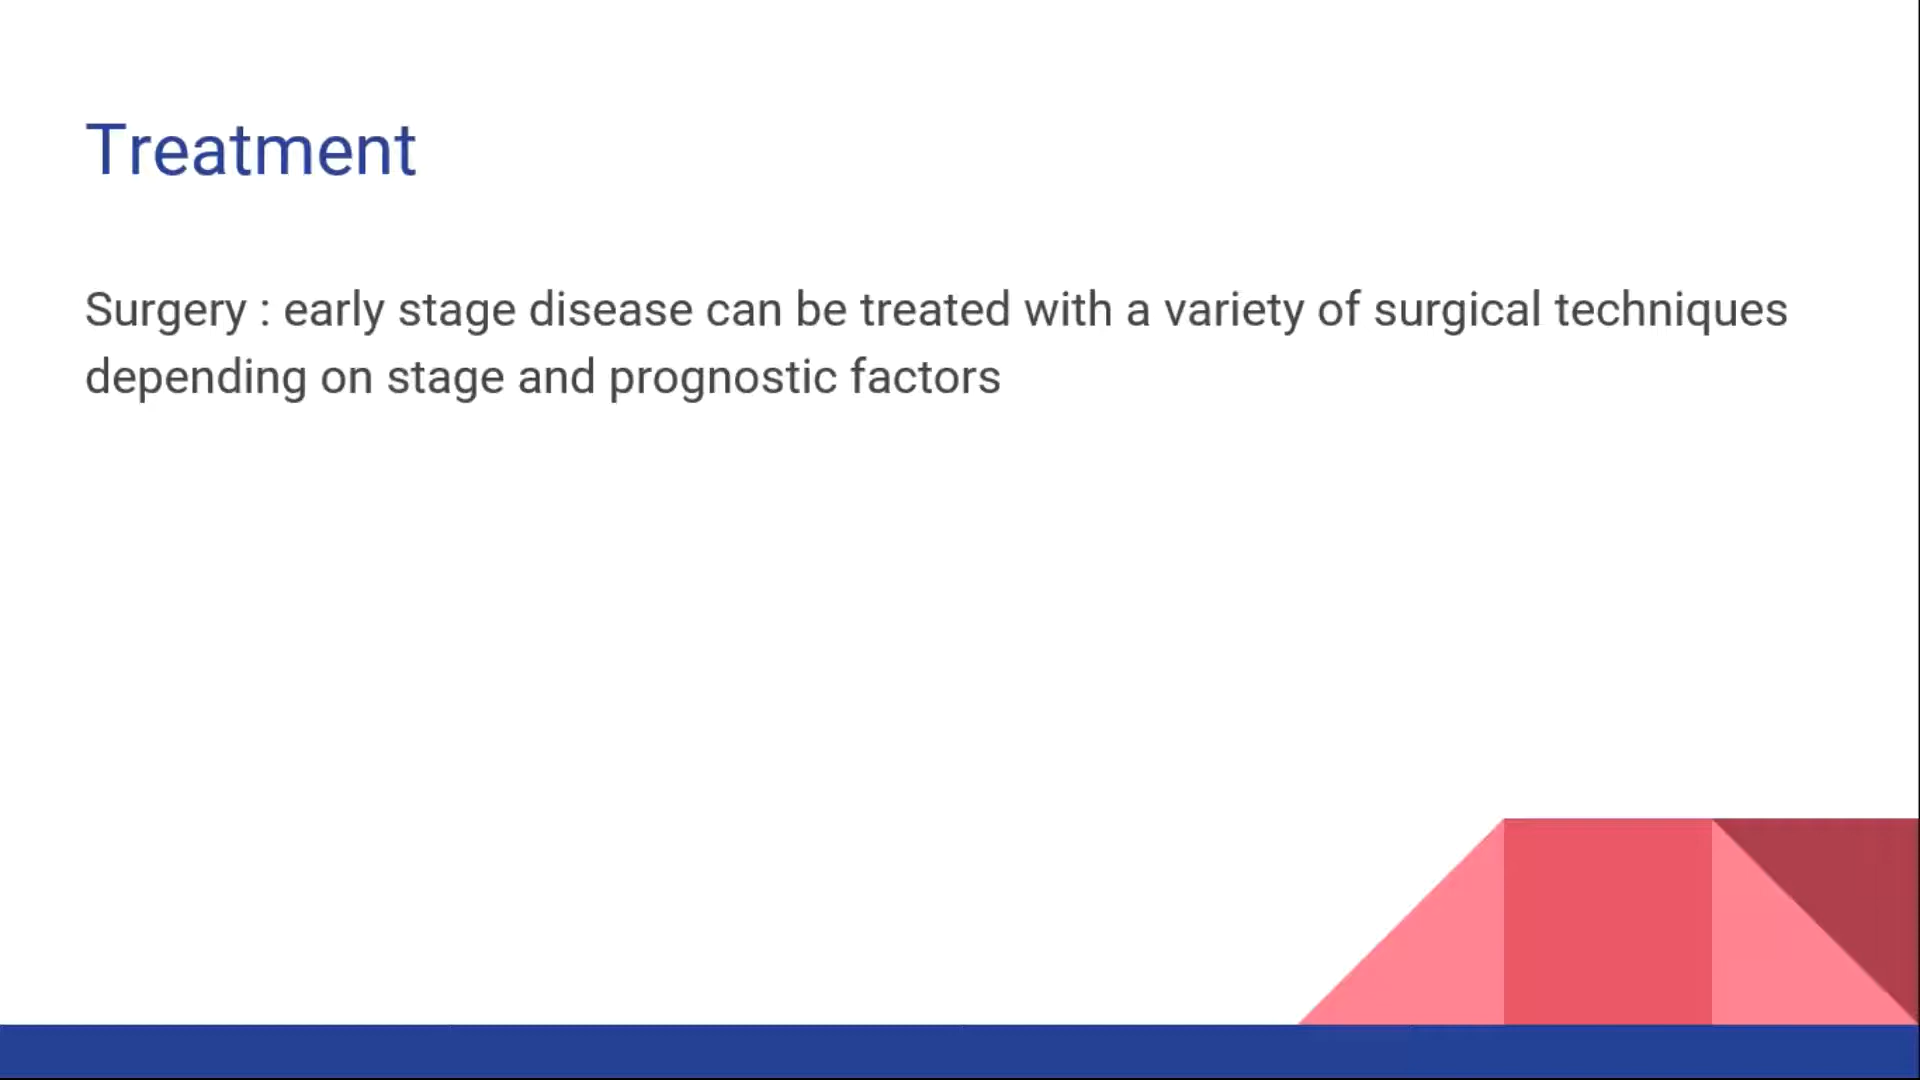 Treatment
Surgery : early stage disease can be treated with a variety of surgical techniques
depending on stage and prognostic factors